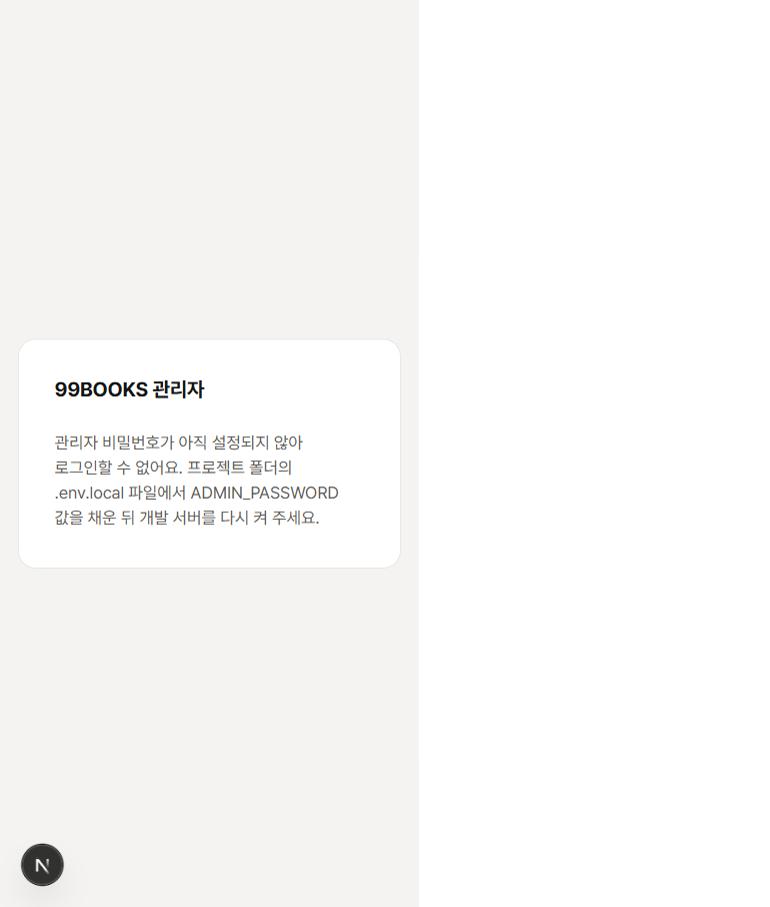 99BOOKS 관리자
관리자 비밀번호가 아직 설정되지 않아
로그인할 수 없어요. 프로젝트 폴더의
.env.local 파일에서 ADMIN_PASSWORD
값을 채운 뒤 개발 서버를 다시 켜 주세요.
N